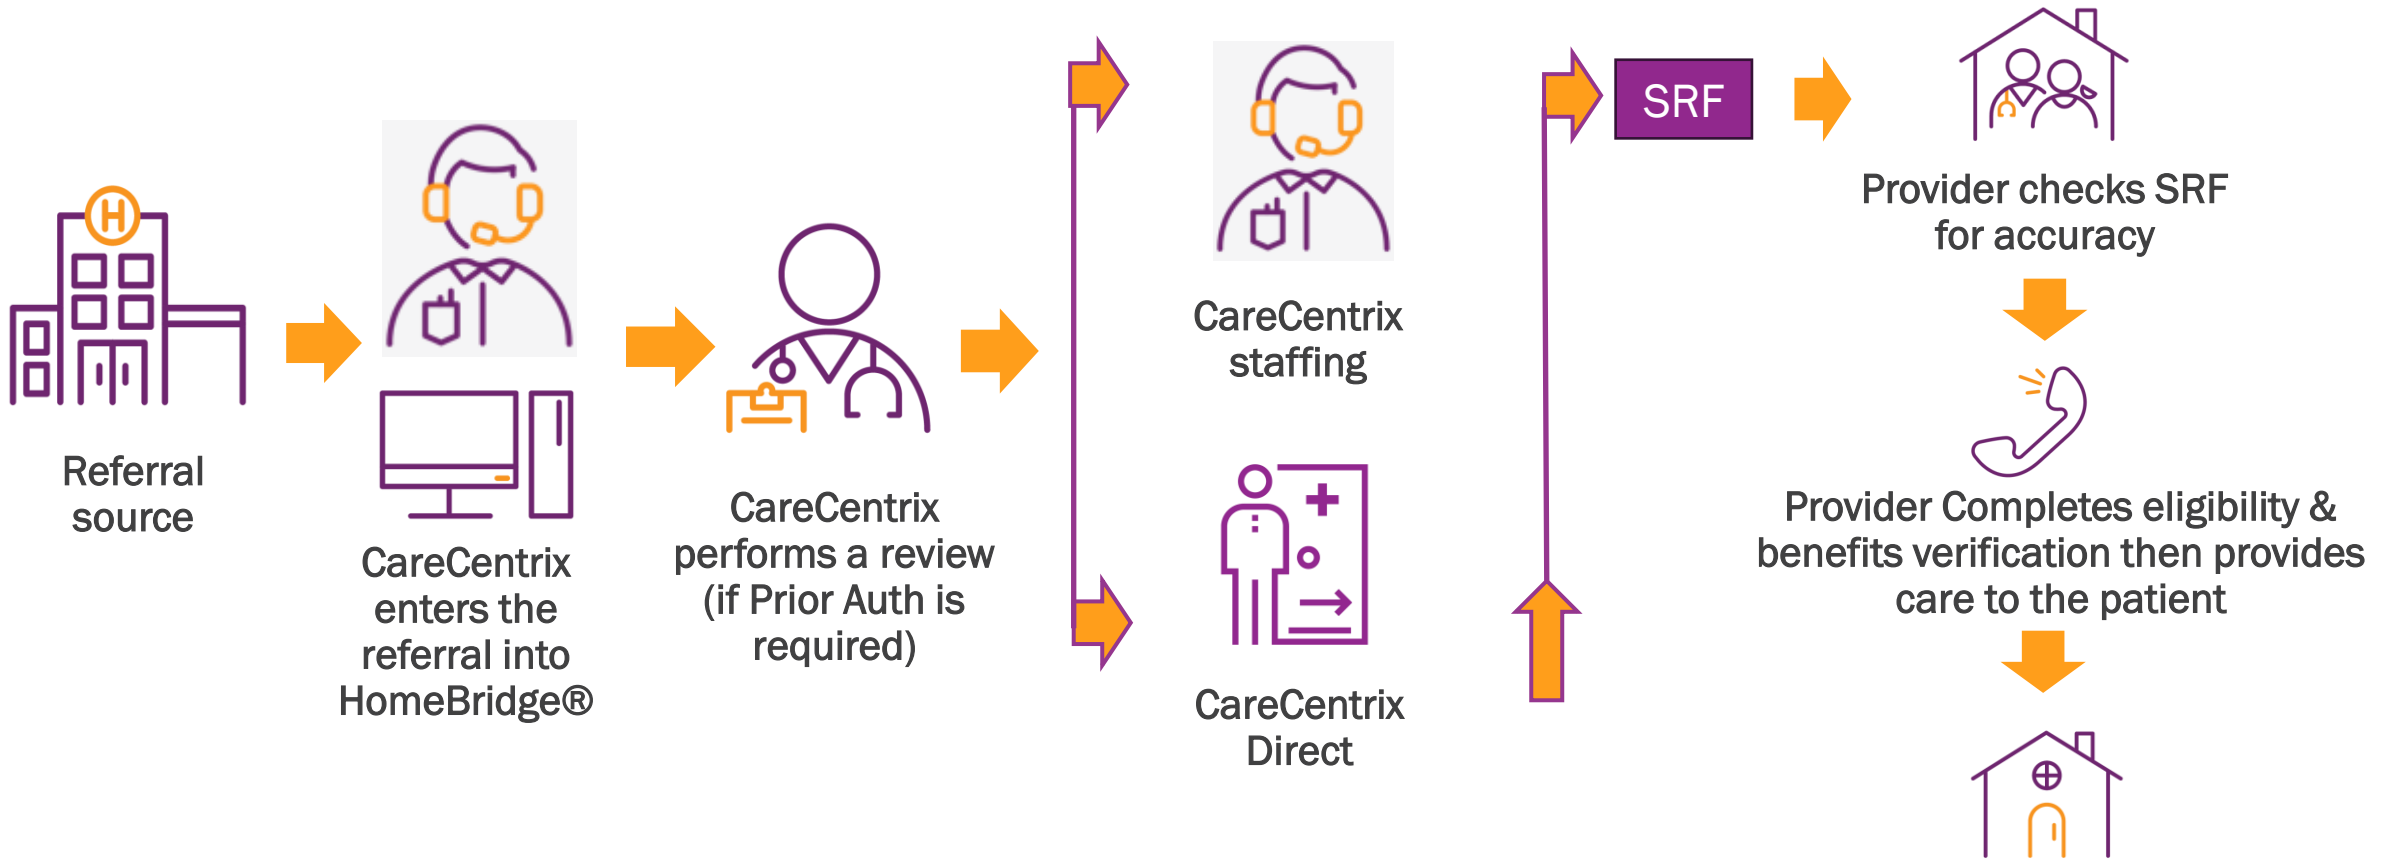 H
Referral
source
CareCentrix
enters the
referral into
HomeBridge®
CareCentrix
performs a review
(if Prior Auth is
required)
CareCentrix
staffing
CareCentrix
Direct
SRF
Provider checks SRF
for accuracy
Provider Completes eligibility &
benefits verification then provides
care to the patient